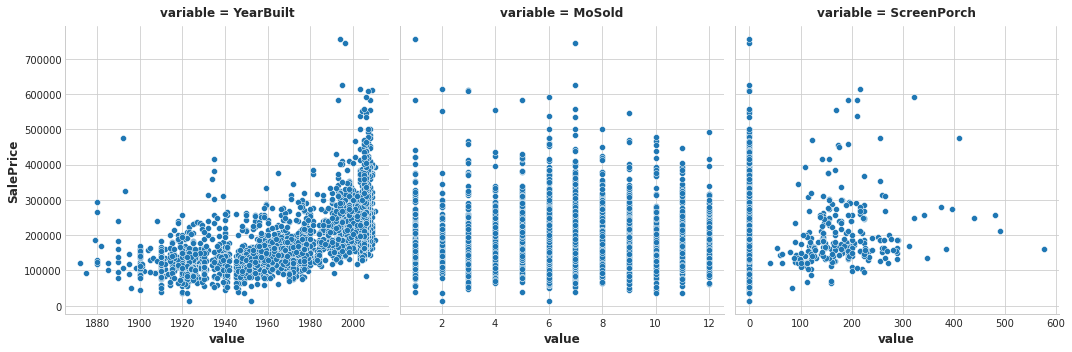 variable = YearBuilt
variable = MoSold
variable = ScreenPorch
SalePrice
700000
600000
500000
400000
300000
200000
100000
0
1880 1900 1920 1940 1960 1980 2000
2 4 6 8 10 12
0 100 200 300 400 500 600
value
value
value